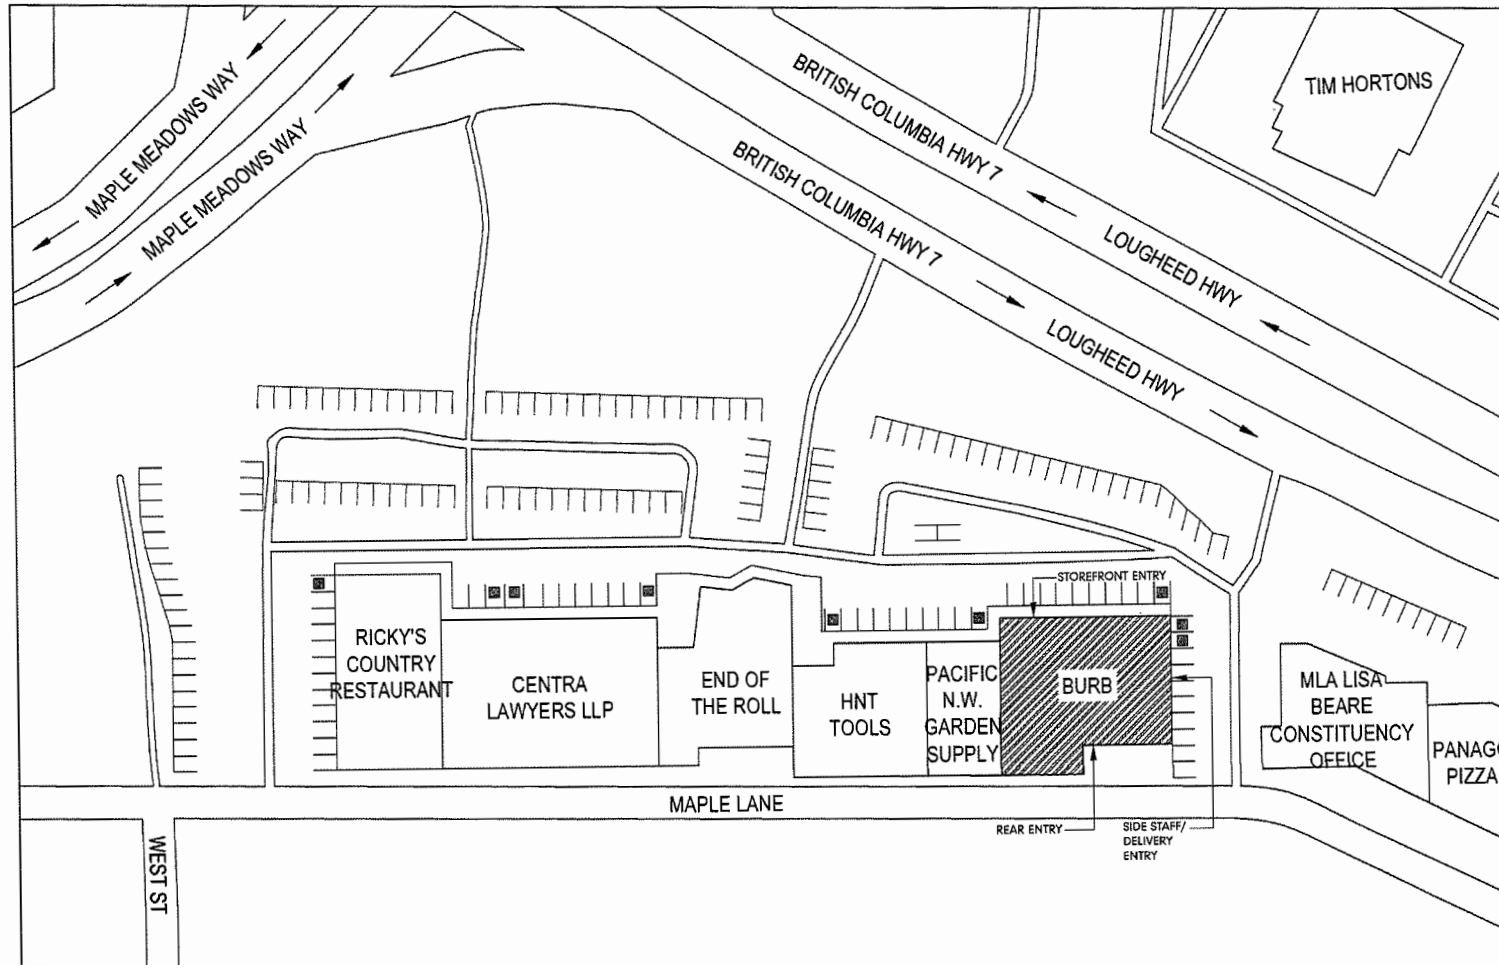 MAPLE MEADOWS WAY
MAPLE MEADOWS WAY
BRITISH COLUMBIA HWY 7
BRITISH COLUMBIA HWY 7
TIM HORTONS
LOUGHEED HWY
LOUGHEED HWY
STOREFRONT ENTRY
RICKY'S
COUNTRY
RESTAURANT
CENTRA
LAWYERS LLP
END OF
THE ROLL
HNT
TOOLS
PACIFIC
N.W.
GARDEN
SUPPLY
BURB
MLA LISA
BEARE
CONSTITUENCY
OFFICE
PANAGO
PIZZA
MAPLE LANE
REAR ENTRY
SIDE STAFF/
DELIVERY
ENTRY
WEST ST